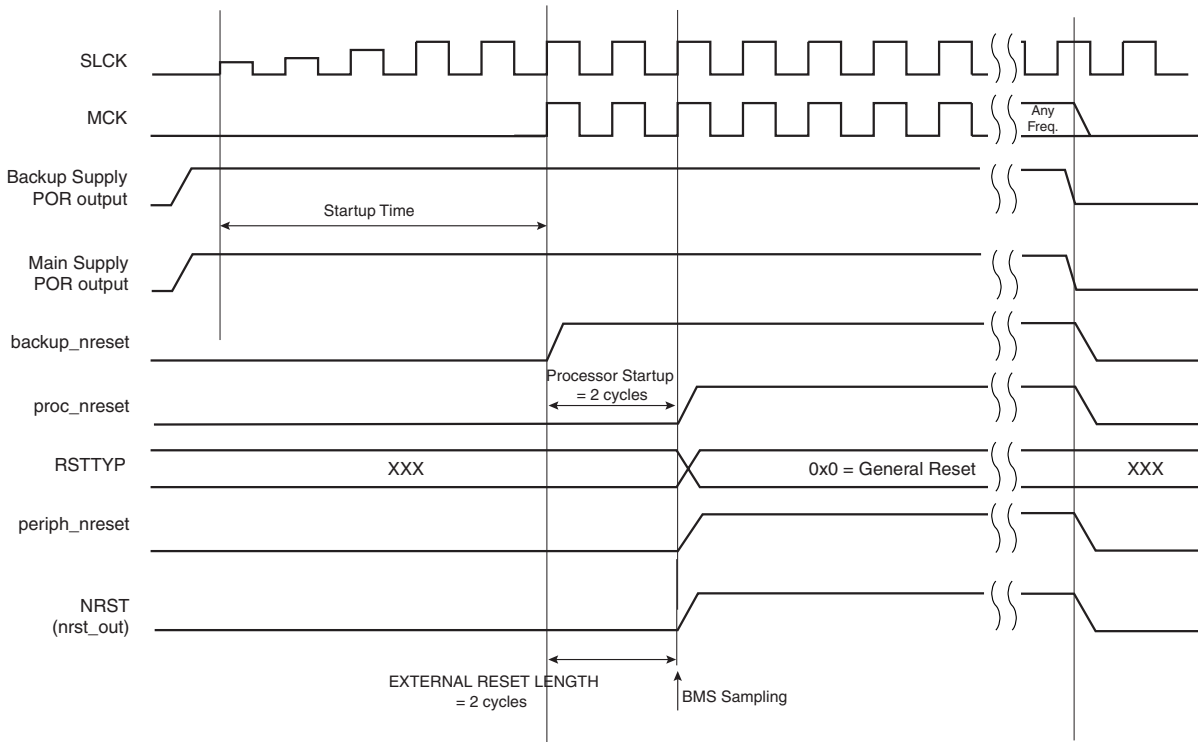 SLCK
MCK
Any
Freq.
Backup Supply
POR output
Startup Time
Main Supply
POR output
backup_nreset
Processor Startup
= 2 cycles
proc_nreset
RSTTYP
XXX
0x0 = General Reset
XXX
periph_nreset
NRST
(nrst_out)
EXTERNAL RESET LENGTH
= 2 cycles
BMS Sampling